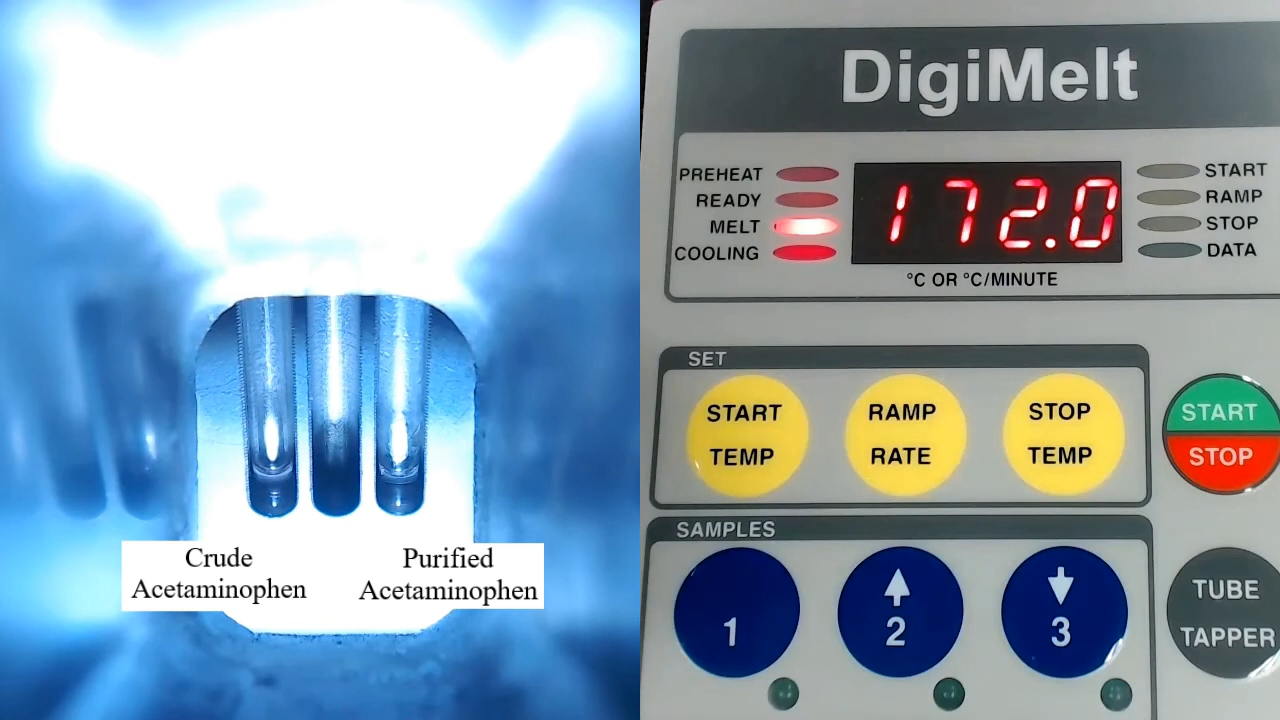 Crude
Acetaminophen
Purified
Acetaminophen
DigiMelt
PREHEAT
READY
MELT
COOLING
172.0
START
RAMP
STOP
DATA
°C OR °C/MINUTE
SET
START
TEMP
RAMP
RATE
STOP
TEMP
START
STOP
SAMPLES
1
2
3
TUBE
TAPPER